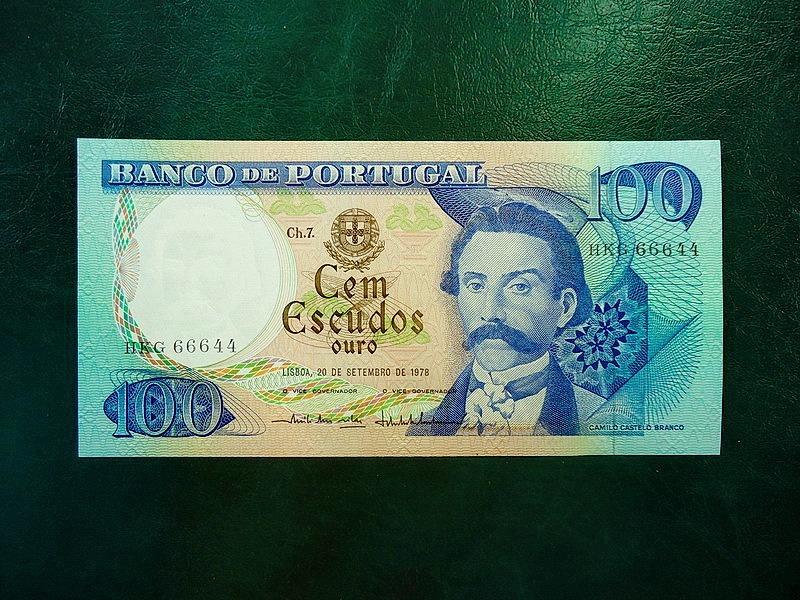 BANCO DE PORTUGAL
100
Ch. 7.
HKG 66644
Cem
Escudos
ouro
HKG 66644
LISBOA, 20 DE SETEMBRO DE 1978
O VICE GOVERNADOR O VICE GOVERNADOR
100
CAMILO CASTELO BRANCO